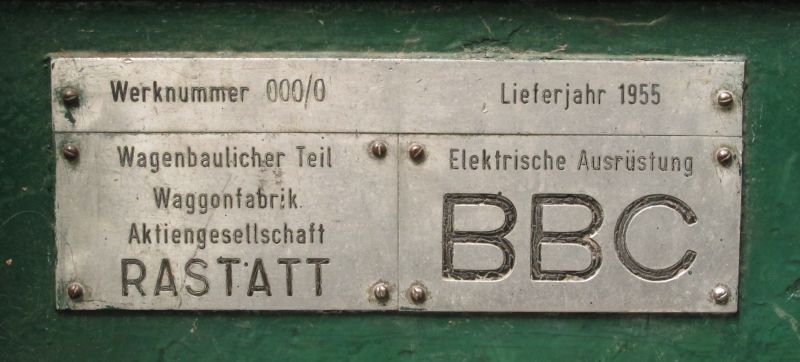 Werknummer 000/0
Lieferjahr 1955
Wagenbaulicher Teil
Waggonfabrik
Aktiengesellschaft
RASTATT
Elektrische Ausrüstung
BBC